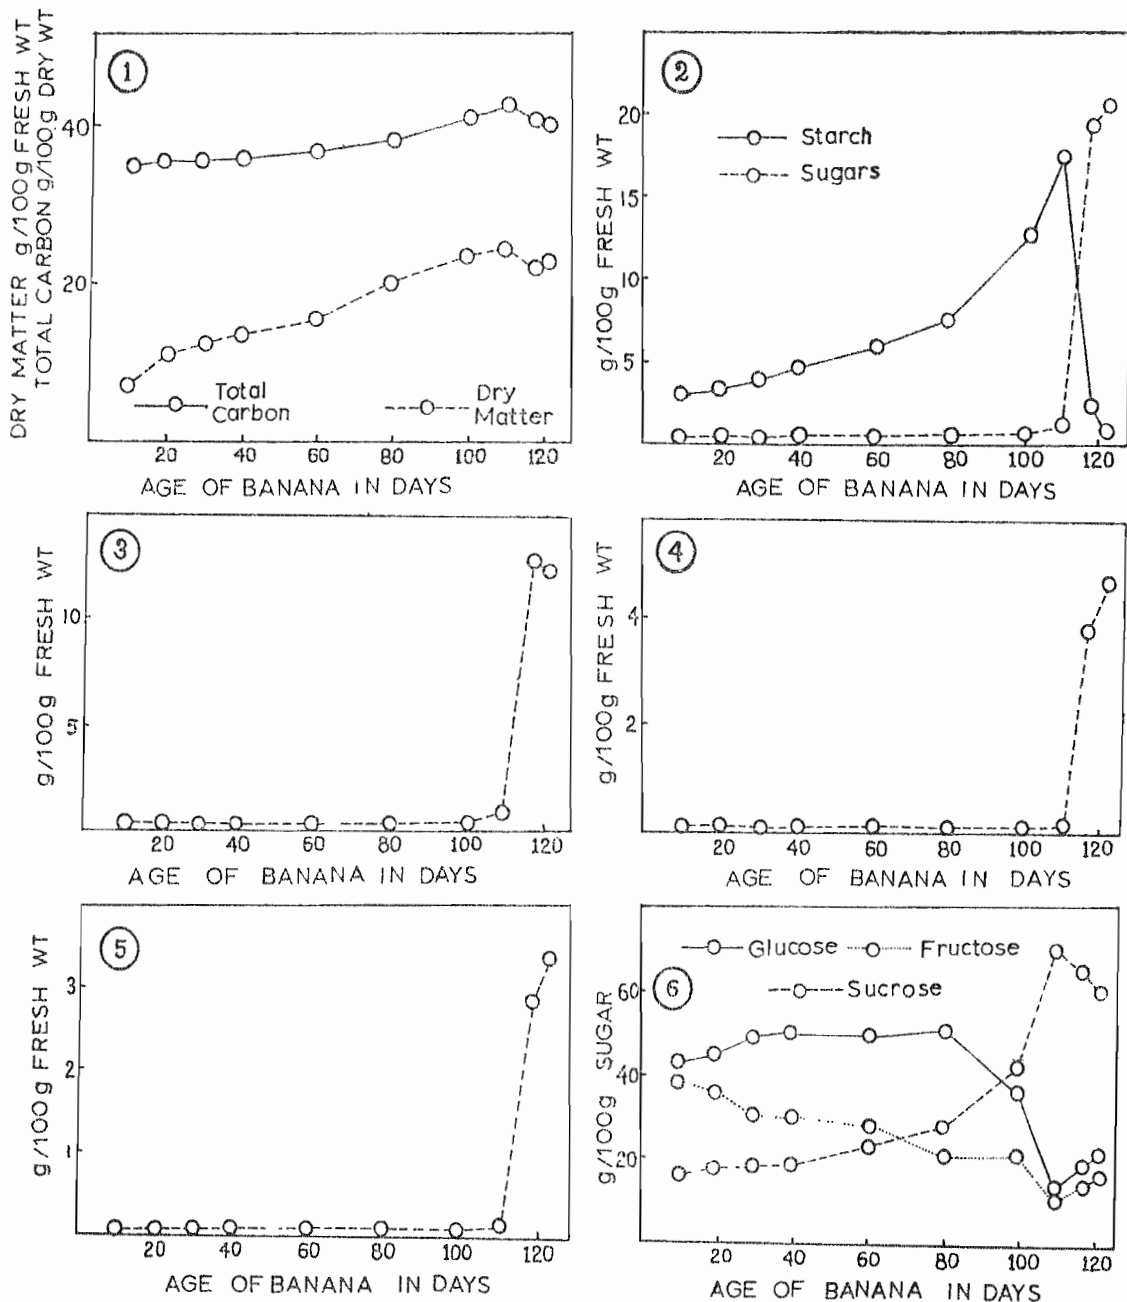 DRY MATTER g/100g FRESH WT
TOTAL CARBON g/100g DRY WT
1
40
20
Total Carbon
Dry Matter
20 40 60 80 100 120
AGE OF BANANA IN DAYS
2
g/100g FRESH WT
20
15
10
5
Starch
Sugars
20 40 60 80 100 120
AGE OF BANANA IN DAYS
3
g/100g FRESH WT
10
5
20 40 60 80 100 120
AGE OF BANANA IN DAYS
4
g/100g FRESH WT
4
2
20 40 60 80 100 120
AGE OF BANANA IN DAYS
5
g/100g FRESH WT
3
2
1
20 40 60 80 100 120
AGE OF BANANA IN DAYS
6
g/100g SUGAR
Glucose Fructose
Sucrose
60
40
20
20 40 60 80 100 120
AGE OF BANANA IN DAYS